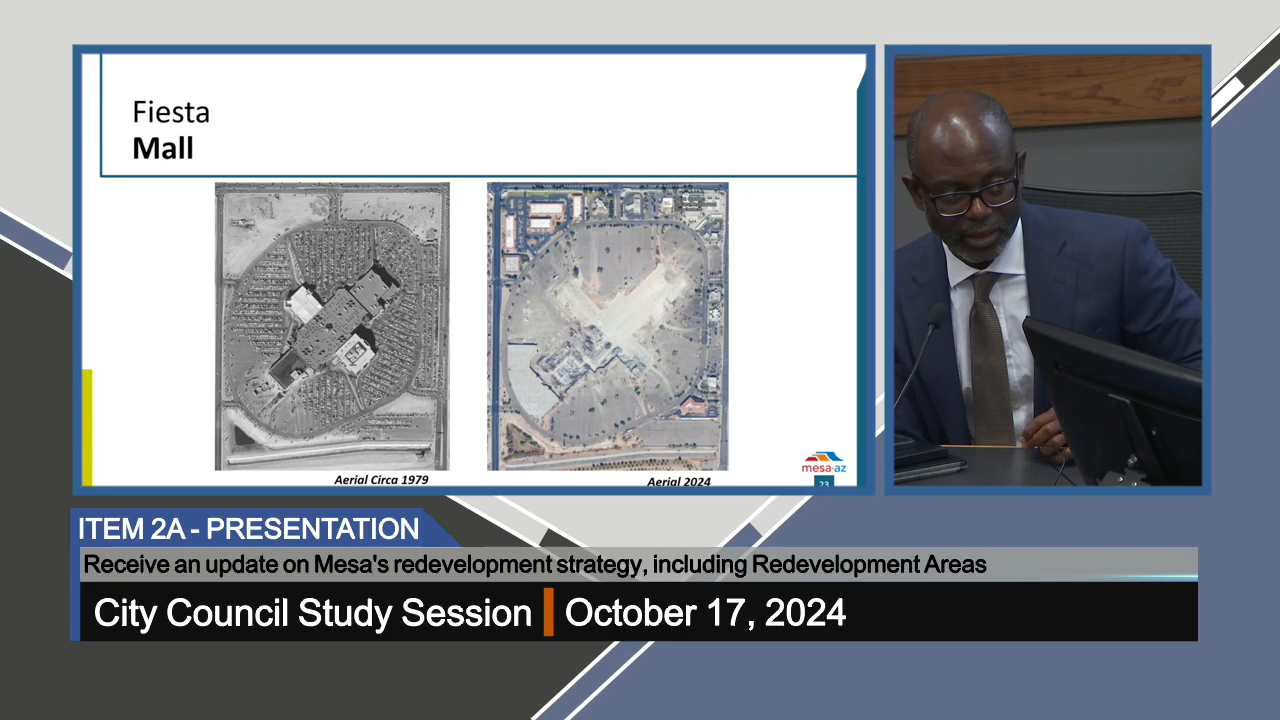 Fiesta
Mall
Aerial Circa 1979
Aerial 2024
mesa·az
23
ITEM 2A - PRESENTATION
Receive an update on Mesa's redevelopment strategy, including Redevelopment Areas
City Council Study Session
October 17, 2024